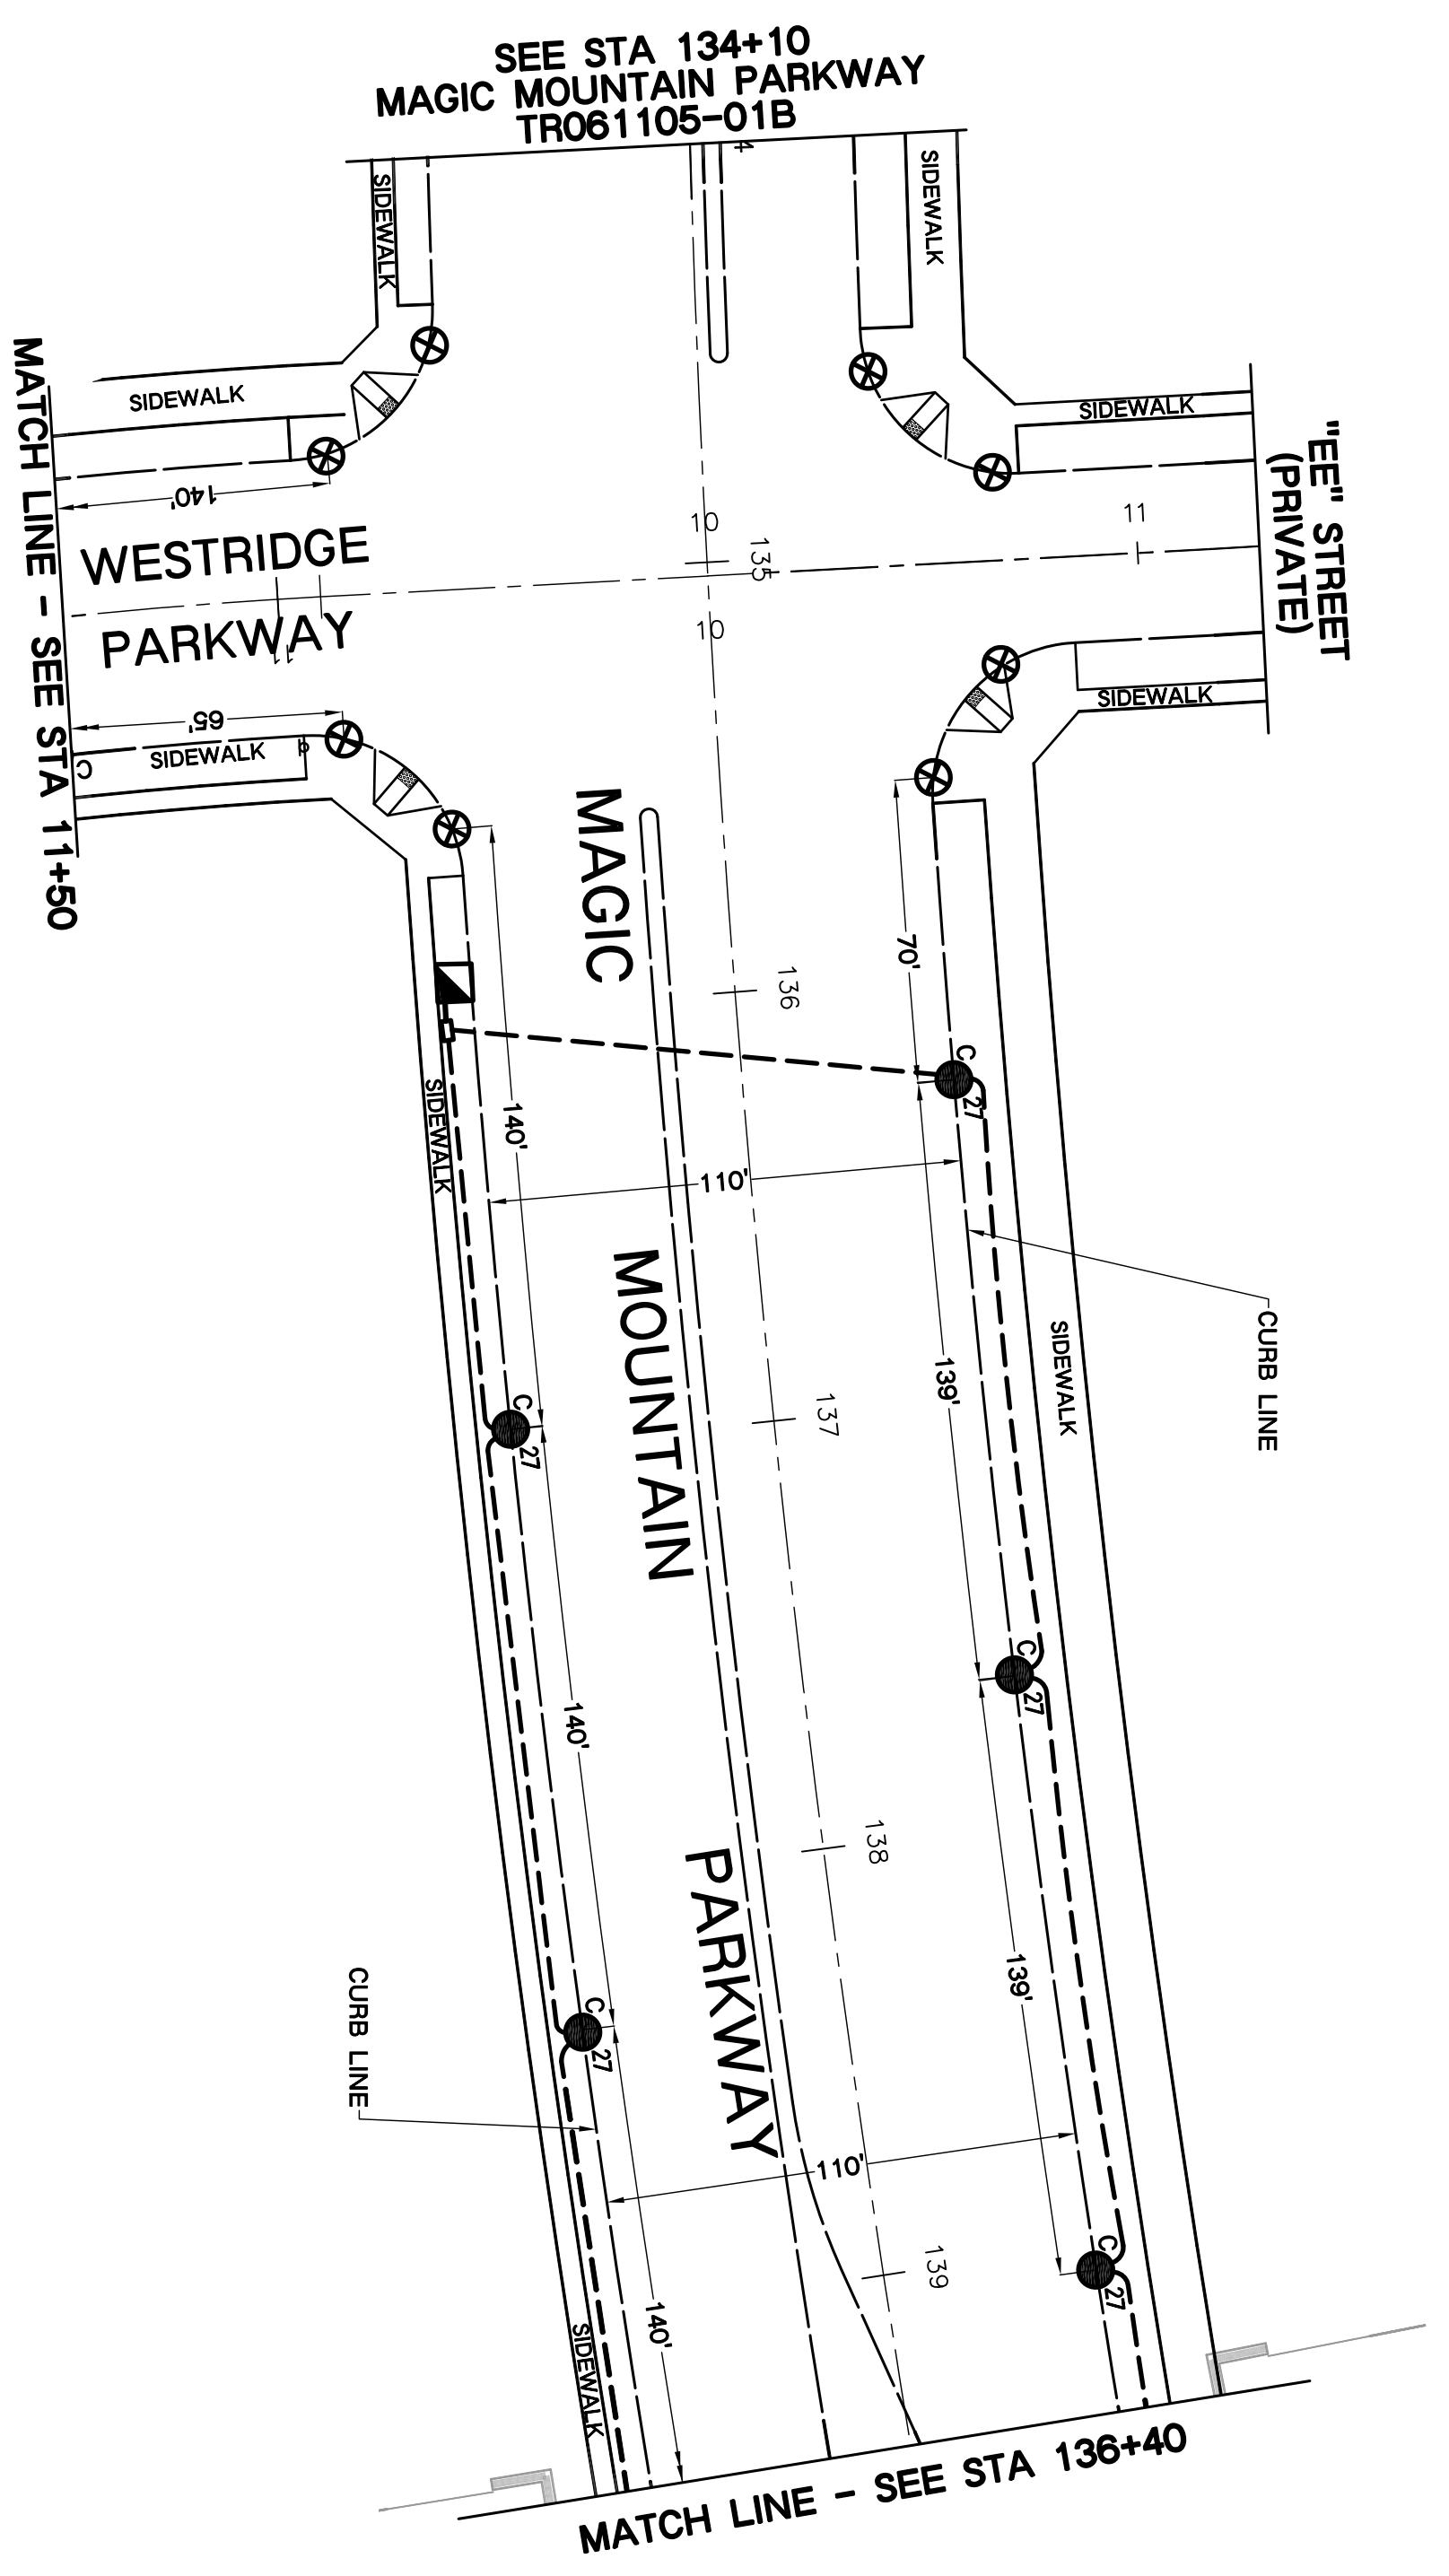 SEE STA 134+10
MAGIC MOUNTAIN PARKWAY
TR061105-01B
SIDEWALK
SIDEWALK
SIDEWALK
SIDEWALK
MATCH LINE - SEE STA 11+50
"EE" STREET
(PRIVATE)
140'
WESTRIDGE
PARKWAY
10
135
10
11
11
65'
SIDEWALK
SIDEWALK
C
MAGIC
MOUNTAIN
PARKWAY
70'
136
C
27
140'
SIDEWALK
110'
CURB LINE
SIDEWALK
139'
137
C
27
C
27
140'
138
139'
C
27
CURB LINE
110'
139
C
27
140'
SIDEWALK
MATCH LINE - SEE STA 136+40